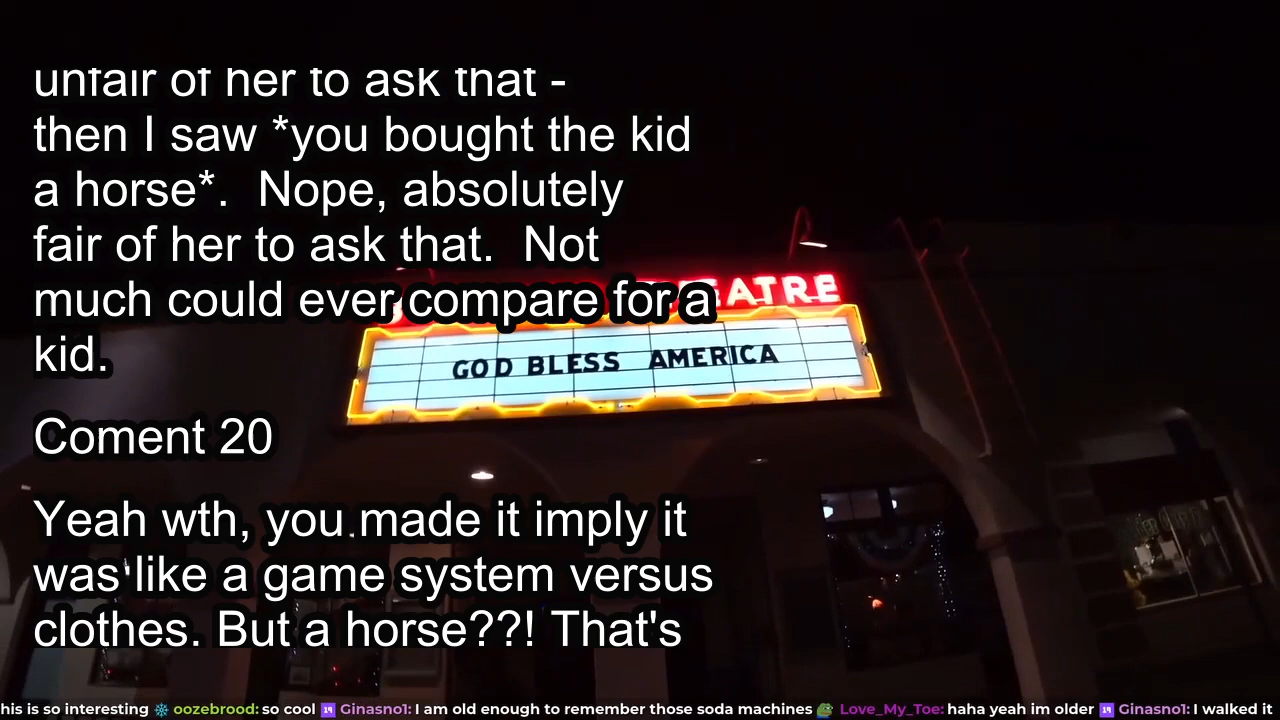 unfair of her to ask that -
then I saw *you bought the kid
a horse*.  Nope, absolutely
fair of her to ask that.  Not
much could ever compare for a
kid.
EATRE
GOD BLESS AMERICA
Coment 20
Yeah wth, you made it imply it
was like a game system versus
clothes. But a horse??! That's
his is so interesting oozebrood: so cool Ginasno1: I am old enough to remember those soda machines Love_My_Toe: haha yeah im older Ginasno1: I walked it